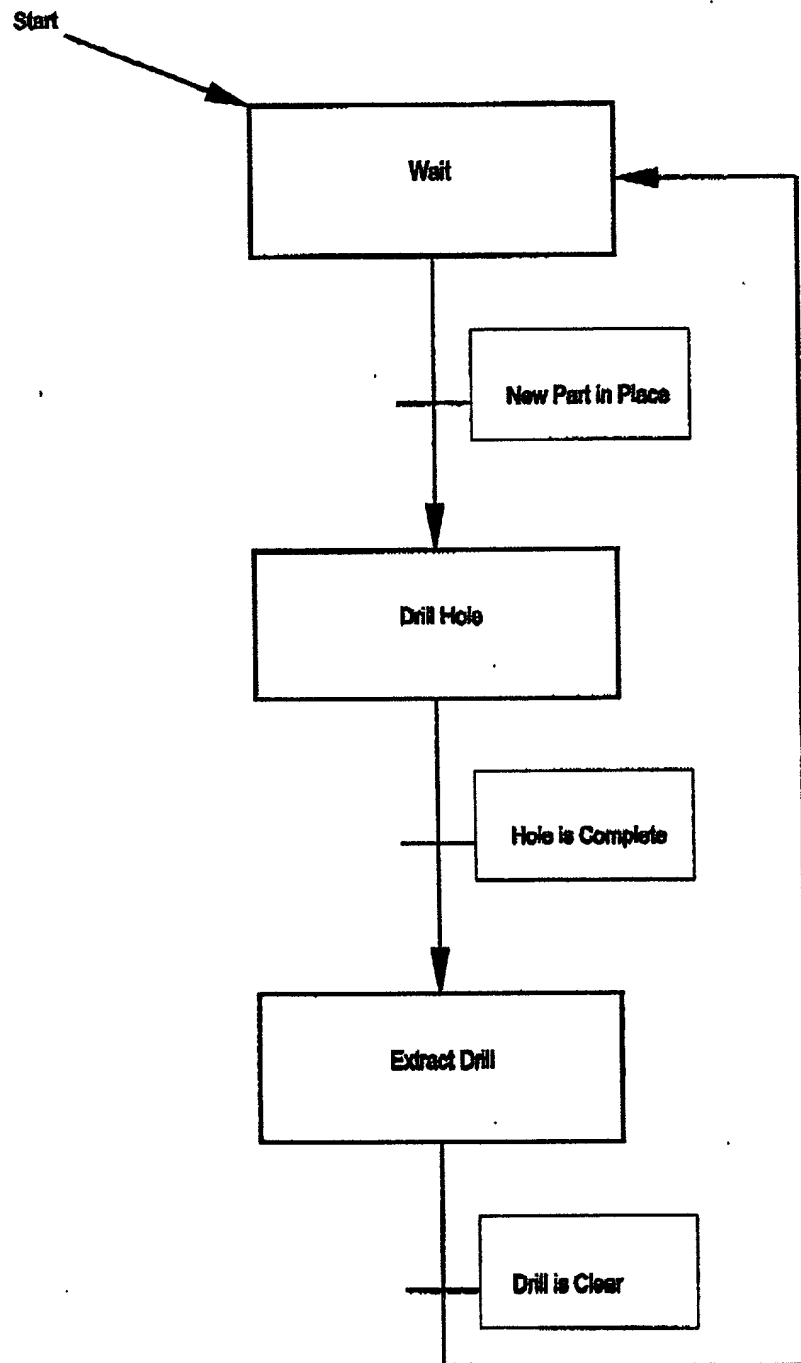 Start
Wait
New Part in Place
Drill Hole
Hole is Complete
Extract Drill
Drill is Clear